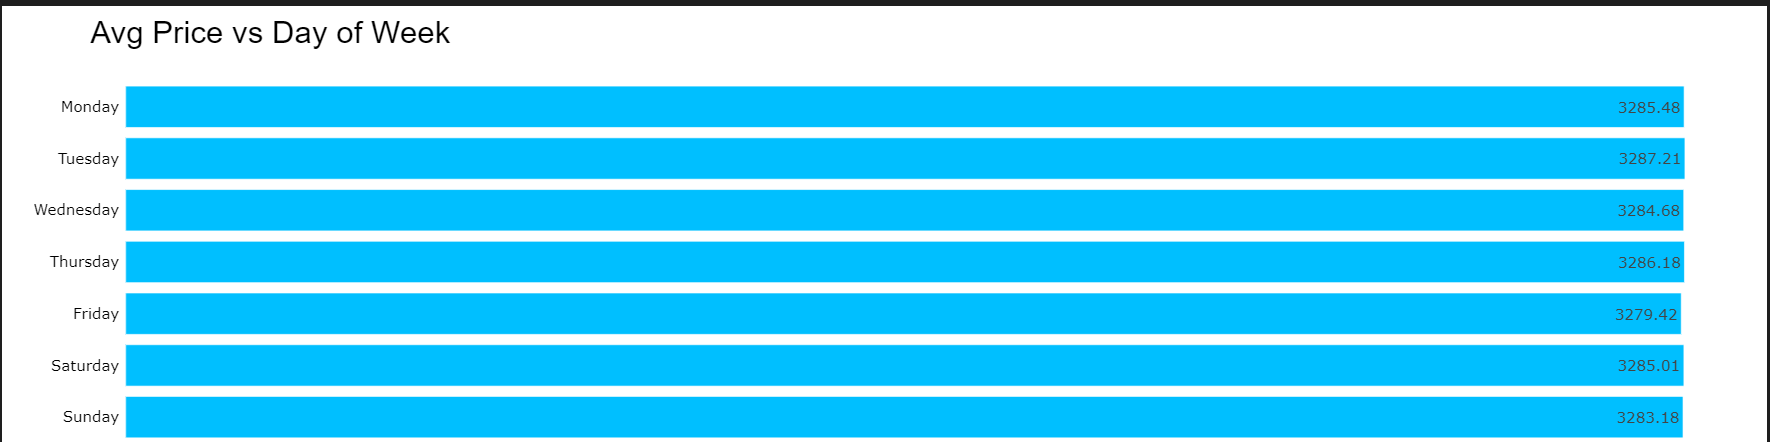 Avg Price vs Day of Week
Monday 3285.48
Tuesday 3287.21
Wednesday 3284.68
Thursday 3286.18
Friday 3279.42
Saturday 3285.01
Sunday 3283.18